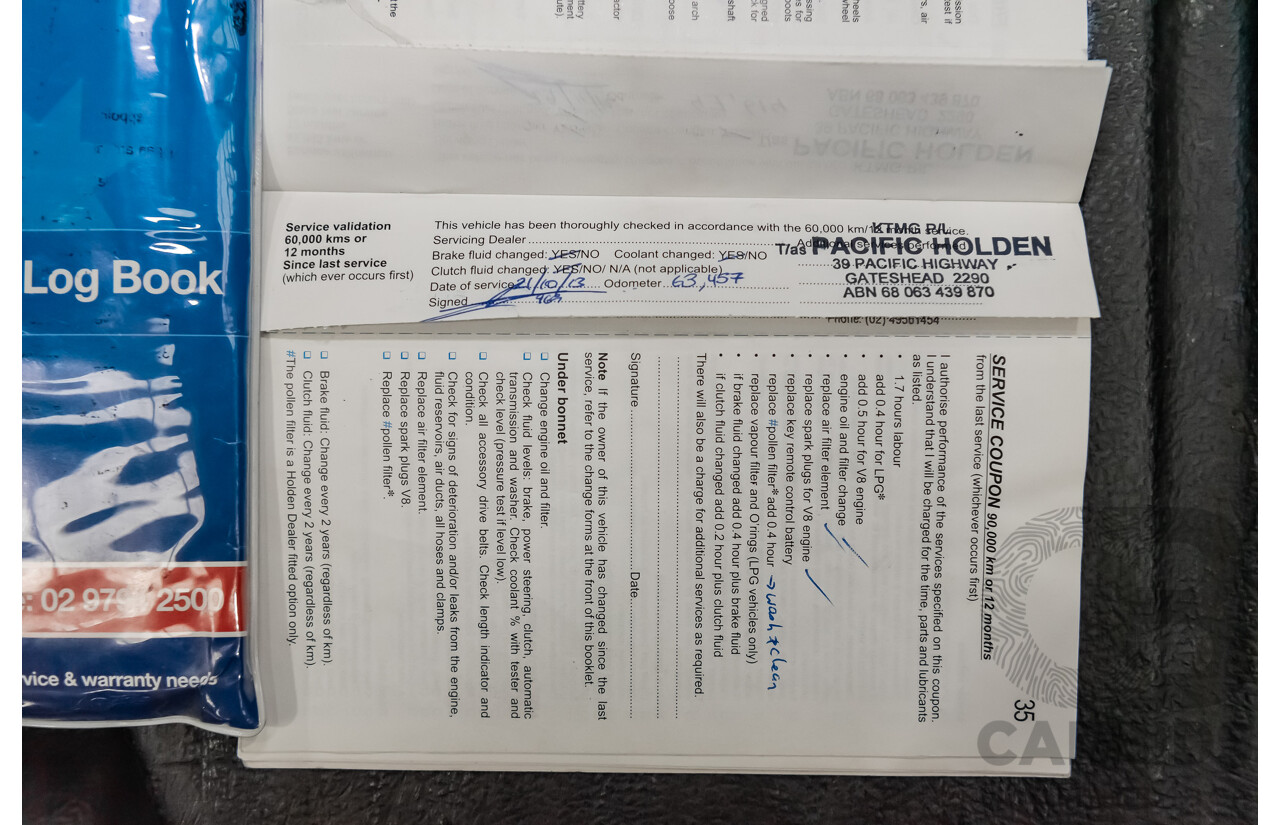 Log Book
02 979 2500
vice & warranty needs
Service validation
60,000 kms or
12 months
Since last service
(which ever occurs first)
This vehicle has been thoroughly checked in accordance with the 60,000 km/12 service.
Servicing Dealer
Brake fluid changed: YES/NO Coolant changed: YES/NO
Clutch fluid changed: YES/NO/ N/A (not applicable)
Date of service 21/10/13 Odometer 63,457
Signed
KTMG P/L
T/as PACIFIC HOLDEN
39 PACIFIC HIGHWAY
GATESHEAD 2290
ABN 68 063 439 870
Phone: (02) 49581454
35
SERVICE COUPON 90,000 km or 12 months
from the last service (whichever occurs first)
I authorise performance of the services specified on this coupon.
I understand that I will be charged for the time, parts and lubricants
as listed.
• 1.7 hours labour
• add 0.4 hour for LPG*
• add 0.5 hour for V8 engine
• engine oil and filter change
• replace air filter element
• replace spark plugs for V8 engine
• replace key remote control battery
• replace #pollen filter* add 0.4 hour → wash + clean
• replace vapour filter and Orings (LPG vehicles only)
• if brake fluid changed add 0.4 hour plus brake fluid
• if clutch fluid changed add 0.2 hour plus clutch fluid
There will also be a charge for additional services as required.
Signature Date
Note If the owner of this vehicle has changed since the last
service, refer to the change forms at the front of this booklet.
Under bonnet
❏ Change engine oil and filter.
❏ Check fluid levels: brake, power steering, clutch, automatic
transmission and washer. Check coolant % with tester and
check level (pressure test if level low).
❏ Check all accessory drive belts. Check length indicator and
condition.
❏ Check for signs of deterioration and/or leaks from the engine,
fluid reservoirs, air ducts, all hoses and clamps.
❏ Replace air filter element.
❏ Replace spark plugs V8.
❏ Replace #pollen filter*.
❏ Brake fluid: Change every 2 years (regardless of km).
❏ Clutch fluid: Change every 2 years (regardless of km).
#The pollen filter is a Holden Dealer fitted option only.